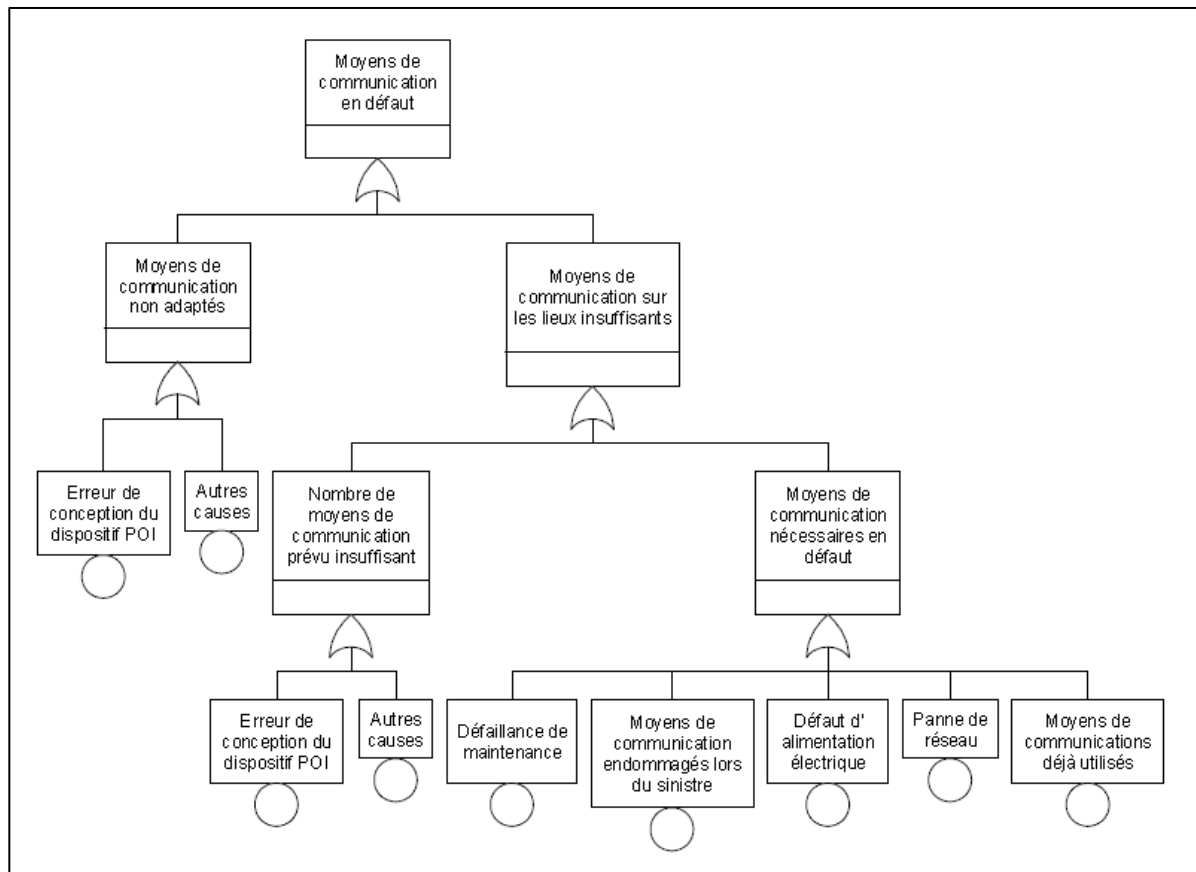 Moyens de
communication
en défaut
Moyens de
communication
non adaptés
Moyens de
communication sur
les lieux insuffisants
Erreur de
conception du
dispositif POI
Autres
causes
Nombre de
moyens de
communication
prévu insuffisant
Moyens de
communication
nécessaires en
défaut
Erreur de
conception du
dispositif POI
Autres
causes
Défaillance de
maintenance
Moyens de
communication
endommagés lors
du sinistre
Défaut d'
alimentation
électrique
Panne de
réseau
Moyens de
communications
déjà utilisés